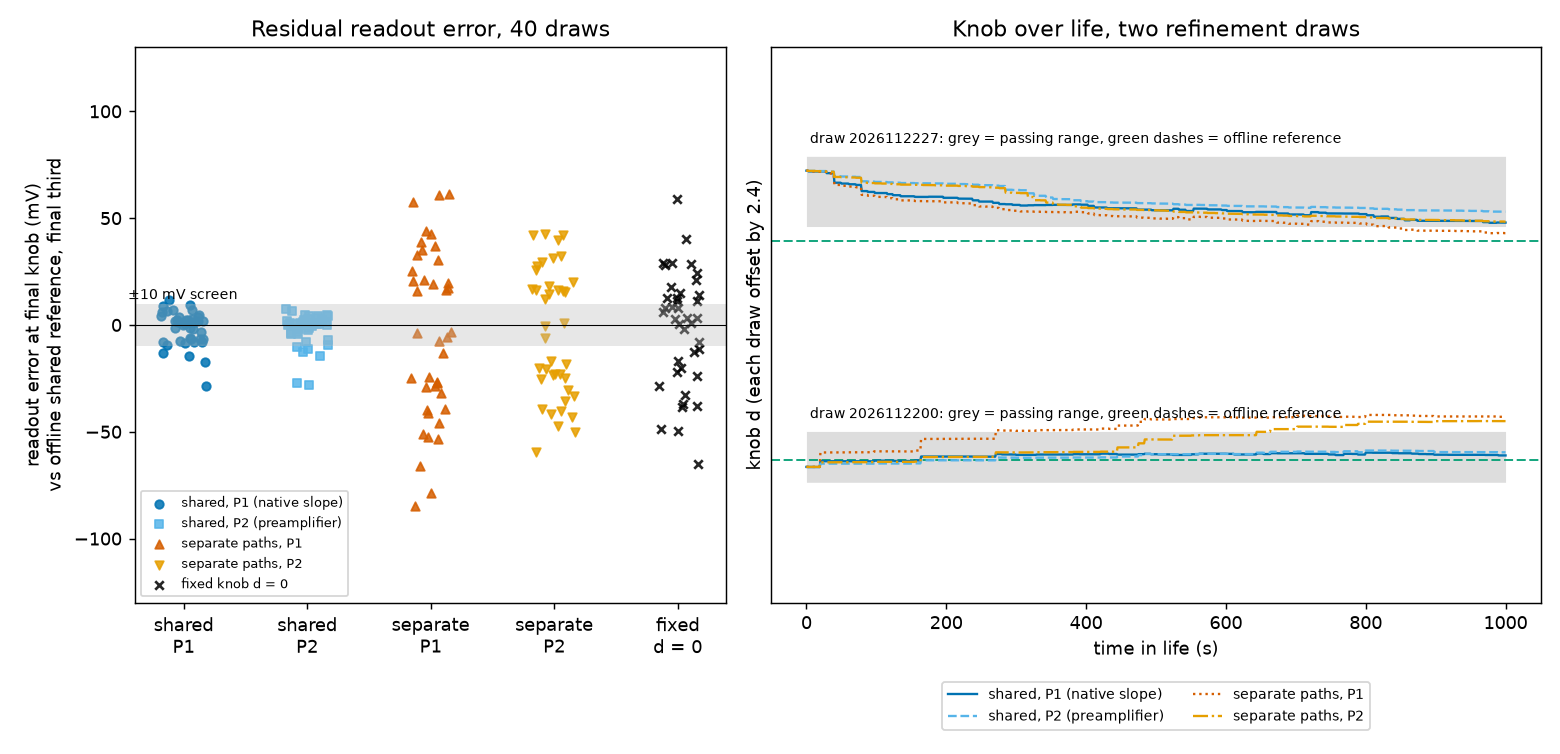 Residual readout error, 40 draws
readout error at final knob (mV)
vs offline shared reference, final third
100
50
0
−50
−100
±10 mV screen
shared, P1 (native slope)
shared, P2 (preamplifier)
separate paths, P1
separate paths, P2
fixed knob d = 0
shared
P1
shared
P2
separate
P1
separate
P2
fixed
d = 0
Knob over life, two refinement draws
knob d (each draw offset by 2.4)
draw 2026112227: grey = passing range, green dashes = offline reference
draw 2026112200: grey = passing range, green dashes = offline reference
0
200
400
600
800
1000
time in life (s)
shared, P1 (native slope)
shared, P2 (preamplifier)
separate paths, P1
separate paths, P2